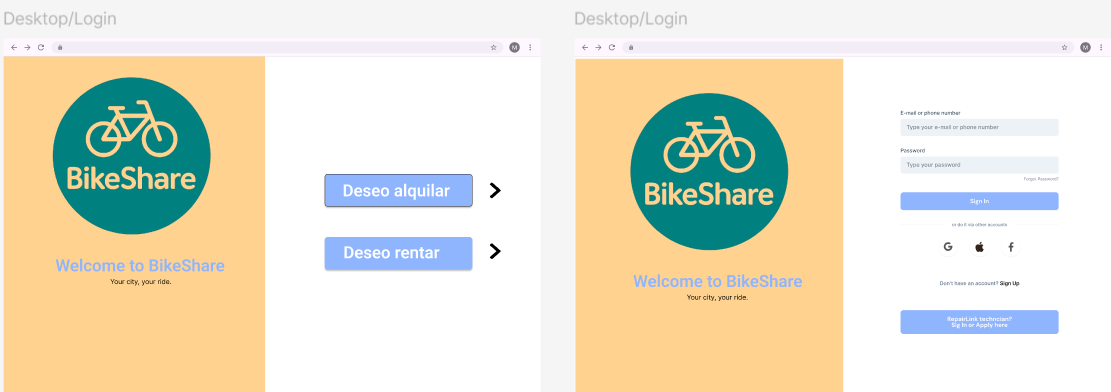 Desktop/Login
M
BikeShare
Welcome to BikeShare
Your city, your ride.
Deseo alquilar
Deseo rentar
Desktop/Login
M
BikeShare
Welcome to BikeShare
Your city, your ride.
E-mail or phone number
Type your e-mail or phone number
Password
Type your password
Forgot Password?
Sign In
or do it via other accounts
G
f
Don't have an account? Sign Up
RepairLink techncian?
Sig In or Apply here